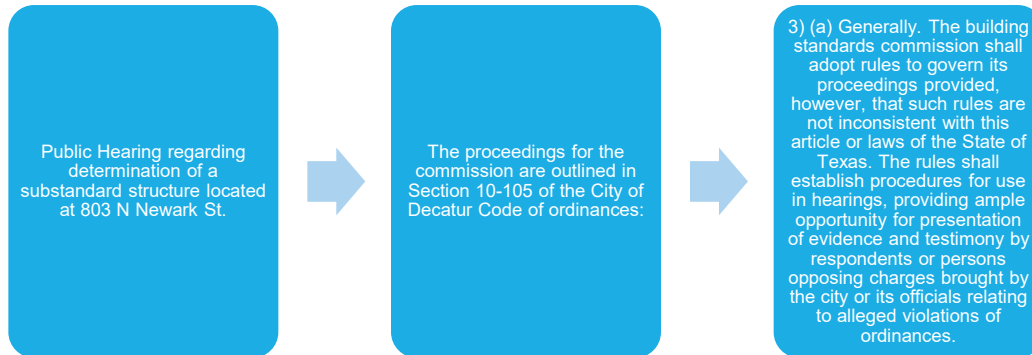 Public Hearing regarding
determination of a
substandard structure located
at 803 N Newark St.
The proceedings for the
commission are outlined in
Section 10-105 of the City of
Decatur Code of ordinances:
3) (a) Generally. The building
standards commission shall
adopt rules to govern its
proceedings provided,
however, that such rules are
not inconsistent with this
article or laws of the State of
Texas. The rules shall
establish procedures for use
in hearings, providing ample
opportunity for presentation
of evidence and testimony by
respondents or persons
opposing charges brought by
the city or its officials relating
to alleged violations of
ordinances.